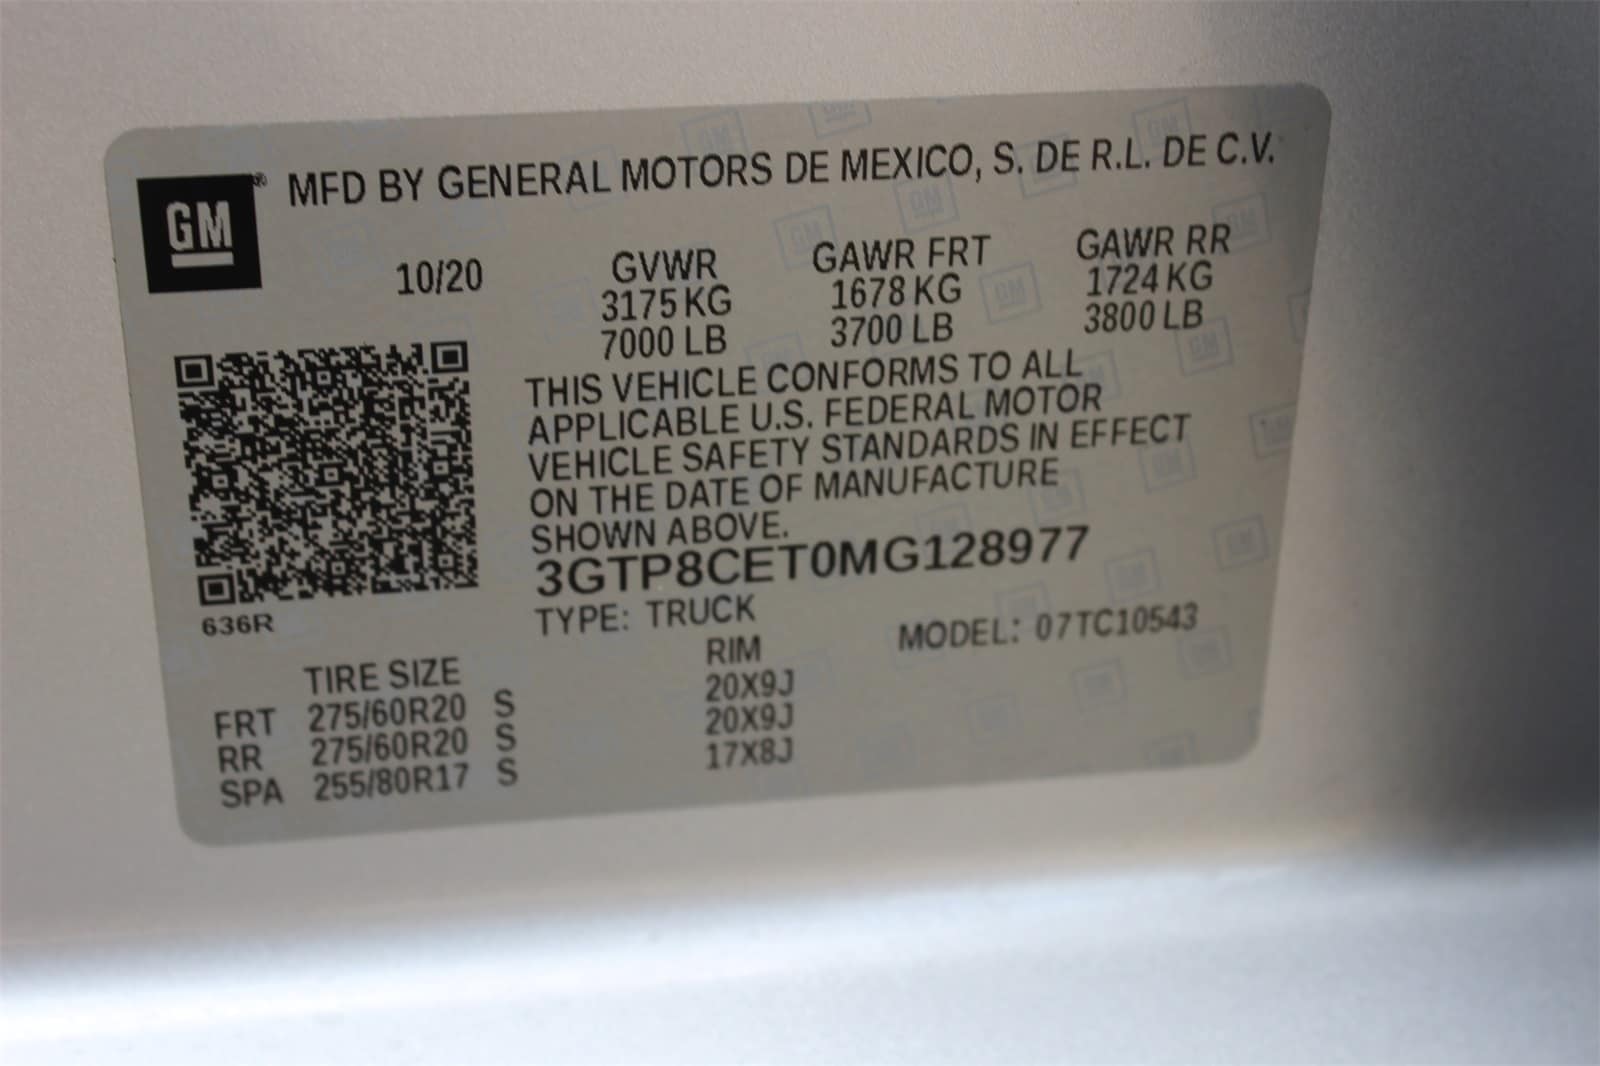 GM® MFD BY GENERAL MOTORS DE MEXICO, S. DE R.L. DE C.V.
10/20 GVWR GAWR FRT GAWR RR
3175 KG 1678 KG 1724 KG
7000 LB 3700 LB 3800 LB
THIS VEHICLE CONFORMS TO ALL
APPLICABLE U.S. FEDERAL MOTOR
VEHICLE SAFETY STANDARDS IN EFFECT
ON THE DATE OF MANUFACTURE
SHOWN ABOVE.
3GTP8CET0MG128977
636R
TYPE: TRUCK MODEL: 07TC10543
TIRE SIZE RIM
FRT 275/60R20 S 20X9J
RR 275/60R20 S 20X9J
SPA 255/80R17 S 17X8J